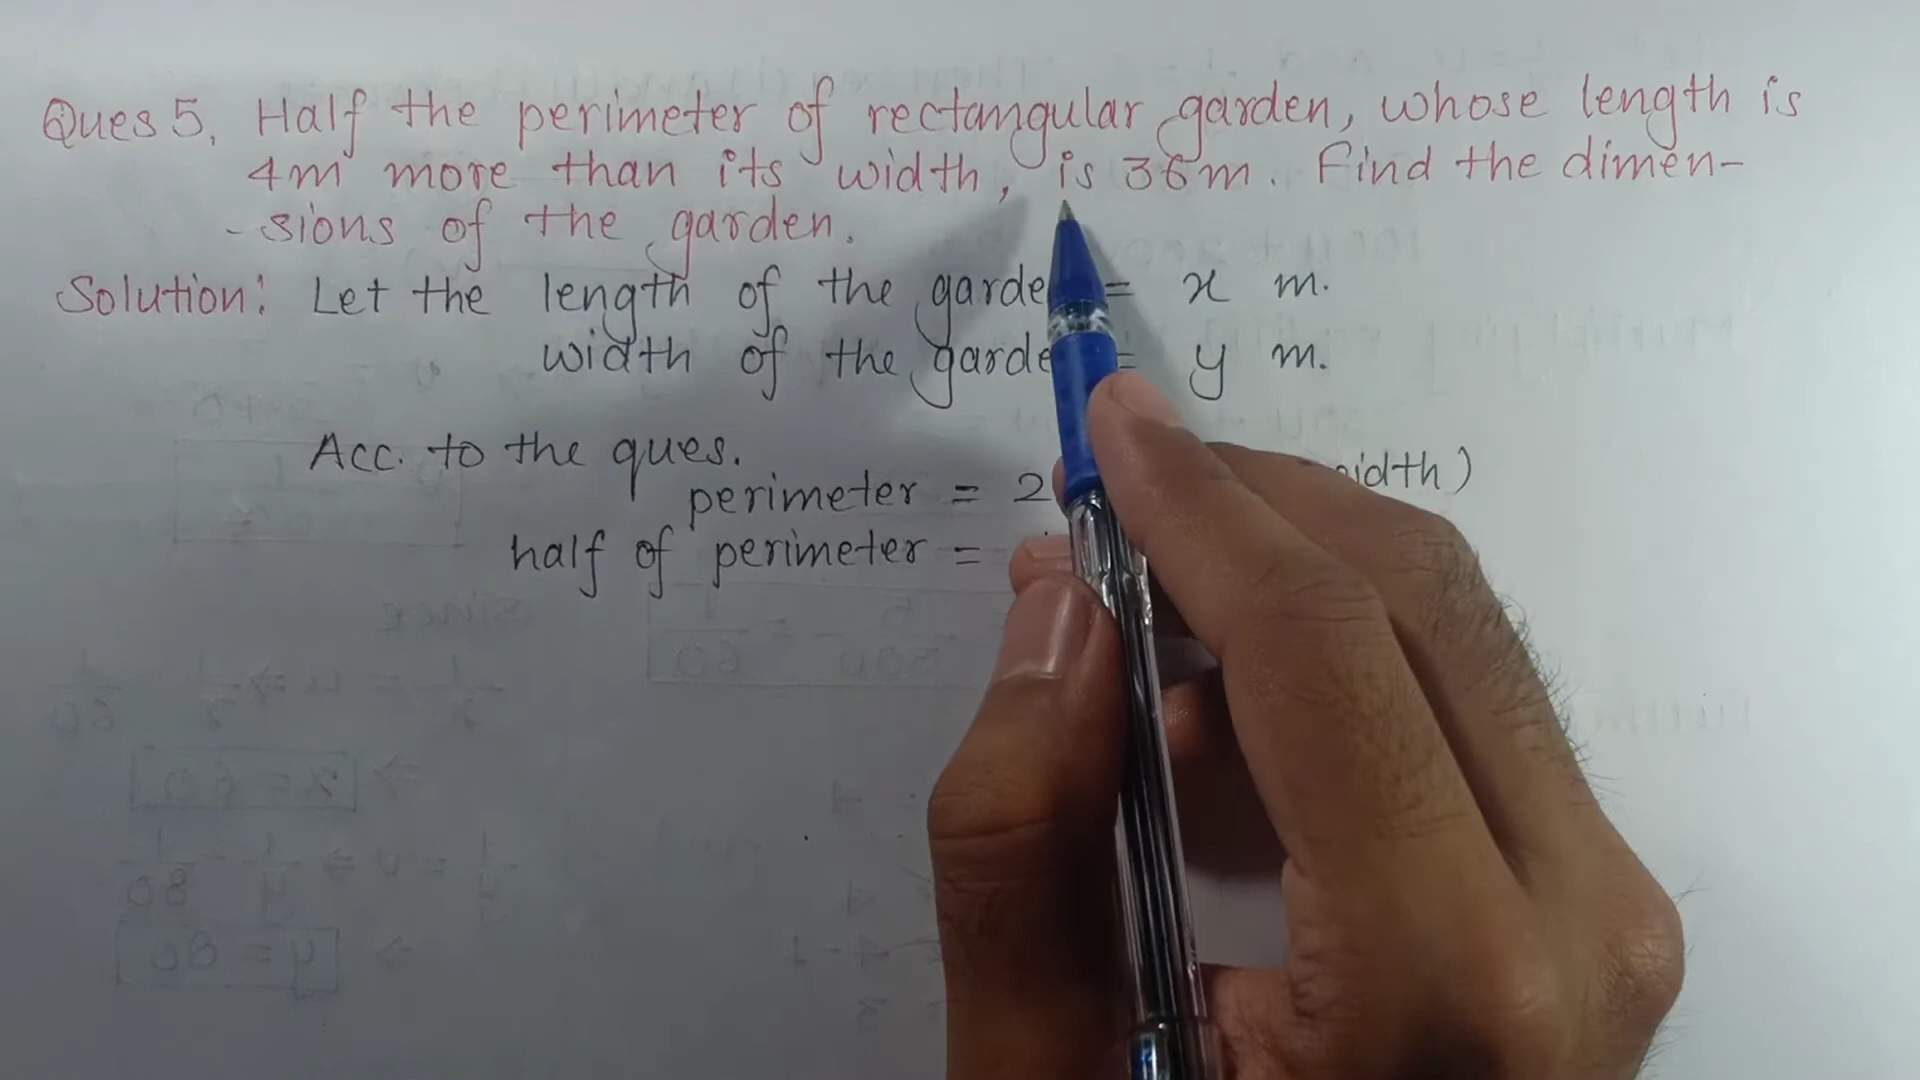 Ques 5. Half the perimeter of rectangular garden, whose length is
4m more than its width, is 36m. Find the dimen-
-sions of the garden.
Solution: Let the length of the garde = x m.
width of the garde = y m.
Acc. to the ques.
perimeter = 2 width)
half of perimeter =